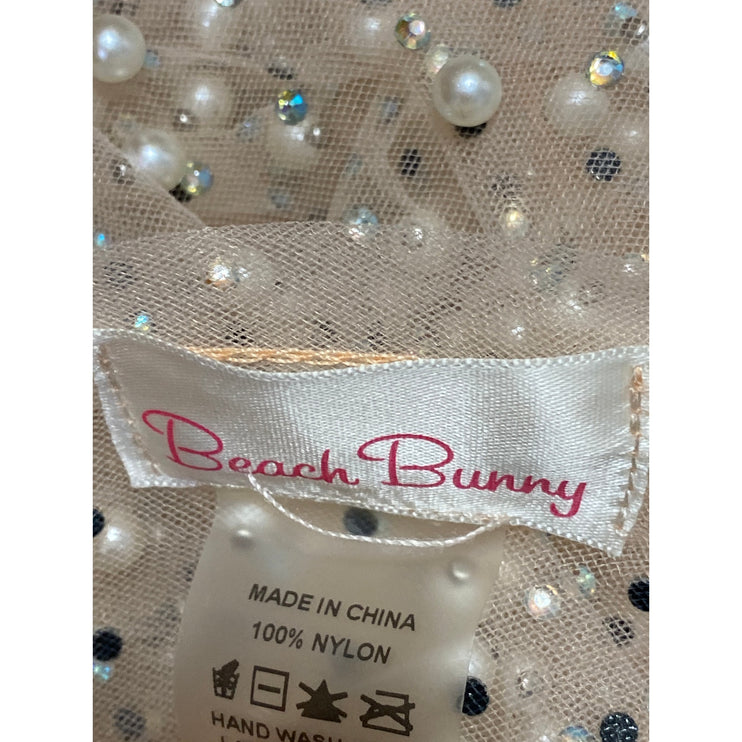 Beach Bunny
MADE IN CHINA
100% NYLON
HAND WASH